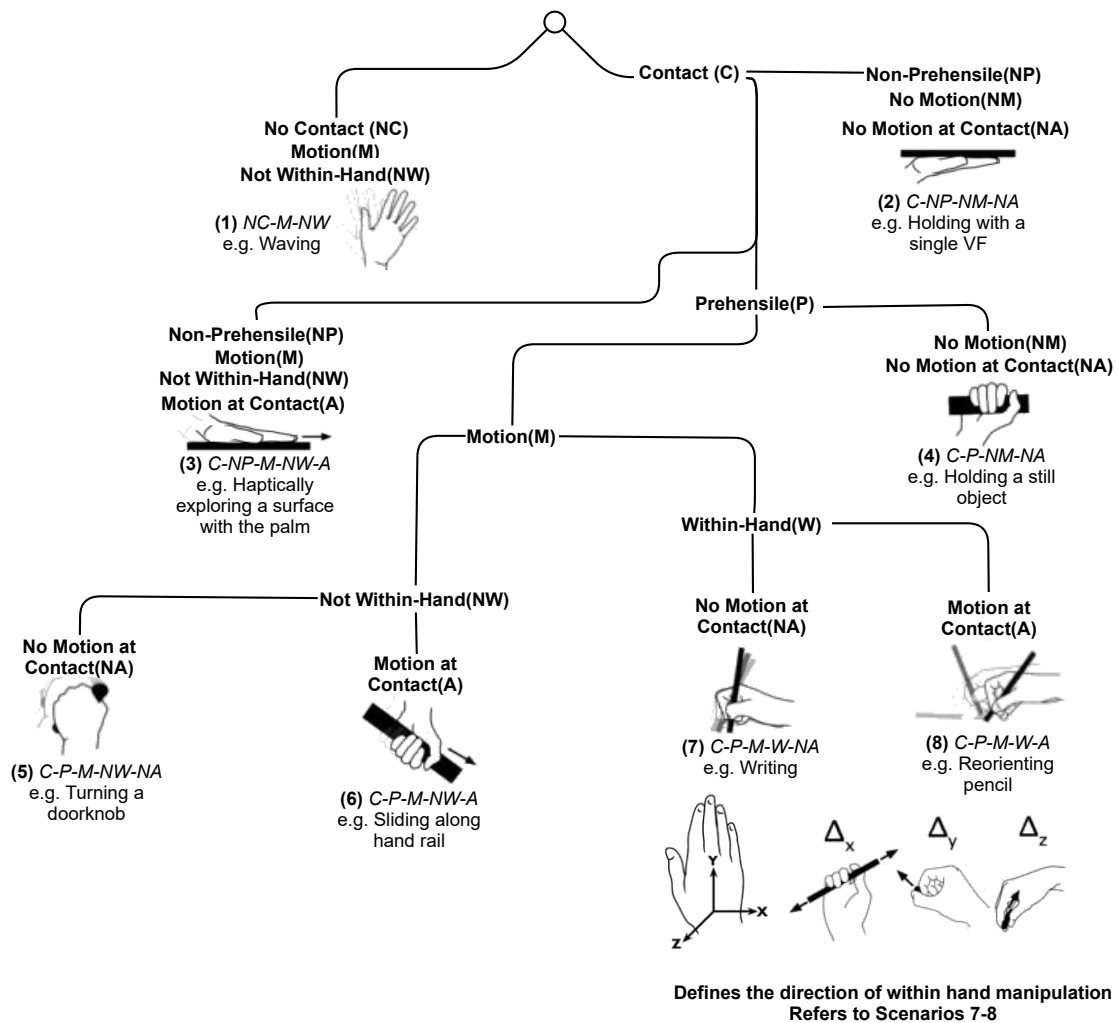 Contact (C)
Non-Prehensile(NP)
No Motion(NM)
No Motion at Contact(NA)
(2) C-NP-NM-NA
e.g. Holding with a
single VF
No Contact (NC)
Motion(M)
Not Within-Hand(NW)
(1) NC-M-NW
e.g. Waving
Prehensile(P)
Non-Prehensile(NP)
Motion(M)
Not Within-Hand(NW)
Motion at Contact(A)
(3) C-NP-M-NW-A
e.g. Haptically
exploring a surface
with the palm
No Motion(NM)
No Motion at Contact(NA)
(4) C-P-NM-NA
e.g. Holding a still
object
Motion(M)
Within-Hand(W)
Not Within-Hand(NW)
No Motion at
Contact(NA)
(5) C-P-M-NW-NA
e.g. Turning a
doorknob
Motion at
Contact(A)
(6) C-P-M-NW-A
e.g. Sliding along
hand rail
No Motion at
Contact(NA)
(7) C-P-M-W-NA
e.g. Writing
Motion at
Contact(A)
(8) C-P-M-W-A
e.g. Reorienting
pencil
Y
X
Z
Δx
Δy
Δz
Defines the direction of within hand manipulation
Refers to Scenarios 7-8